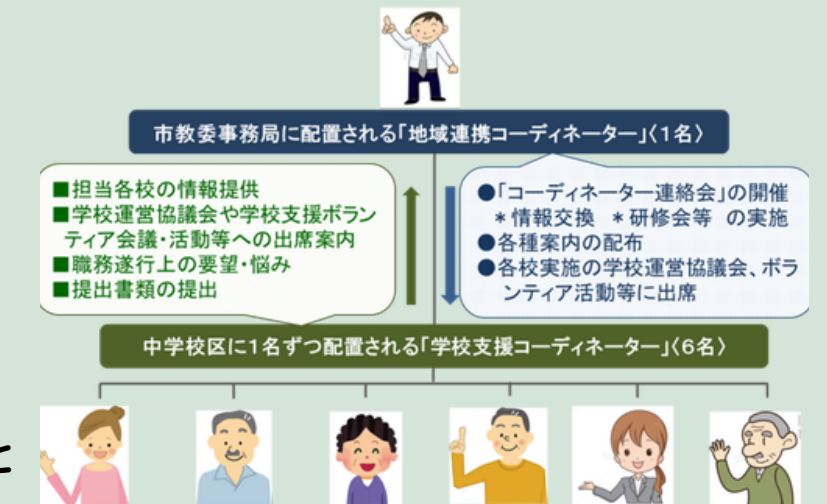 市教委事務局に配置される「地域連携コーディネーター」〈1名〉
■担当各校の情報提供
■学校運営協議会や学校支援ボラン
ティア会議・活動等への出席案内
■職務遂行上の要望・悩み
■提出書類の提出
●「コーディネーター連絡会」の開催
＊情報交換 ＊研修会等 の実施
●各種案内の配布
●各校実施の学校運営協議会、ボラ
ンティア活動等に出席
中学校区に1名ずつ配置される「学校支援コーディネーター」〈6名〉